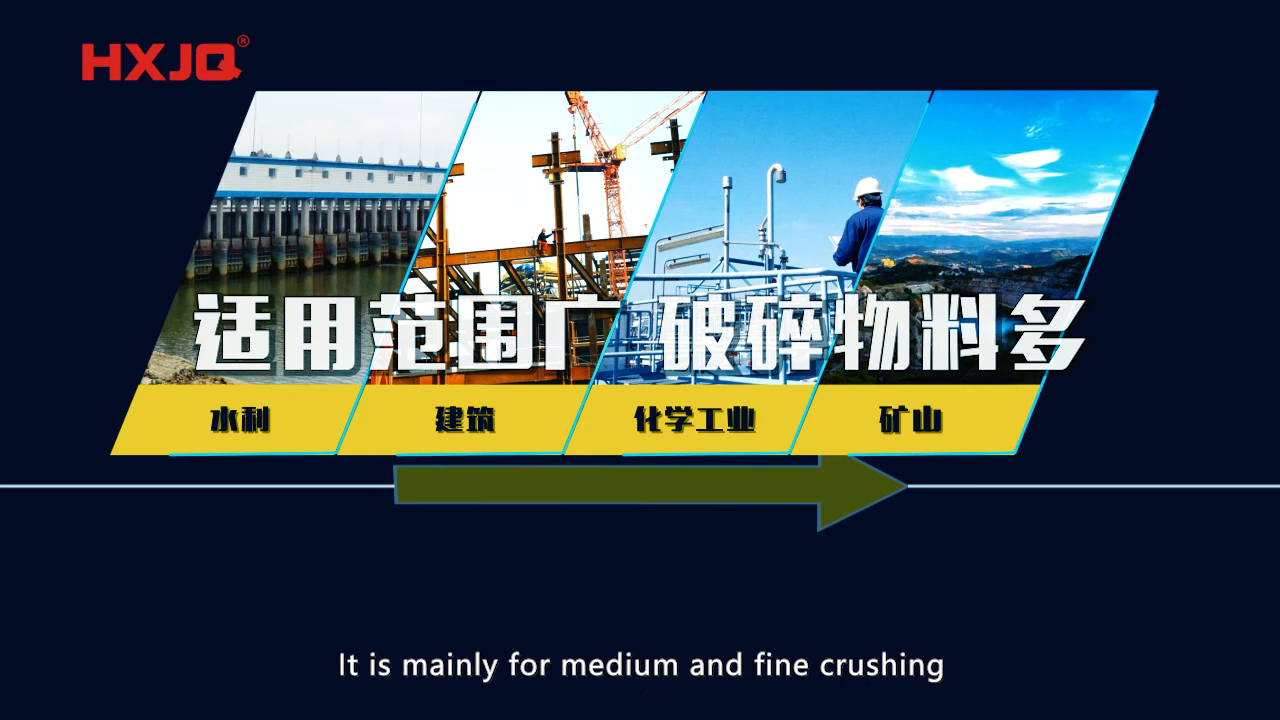 HXJQ®
适用范围广 破碎物料多
水利
建筑
化学工业
矿山
It is mainly for medium and fine crushing